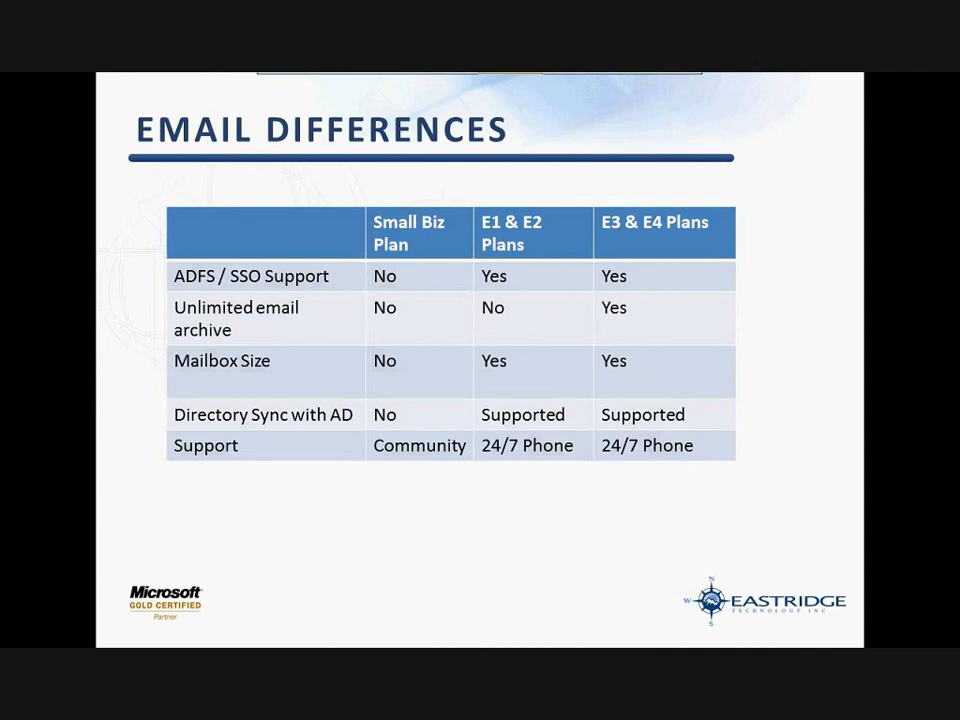 EMAIL DIFFERENCES
Small Biz Plan E1 & E2 Plans E3 & E4 Plans
ADFS / SSO Support No Yes Yes
Unlimited email archive No No Yes
Mailbox Size No Yes Yes
Directory Sync with AD No Supported Supported
Support Community 24/7 Phone 24/7 Phone
Microsoft
GOLD CERTIFIED
Partner
N
W
S
EASTRIDGE
TECHNOLOGY INC.